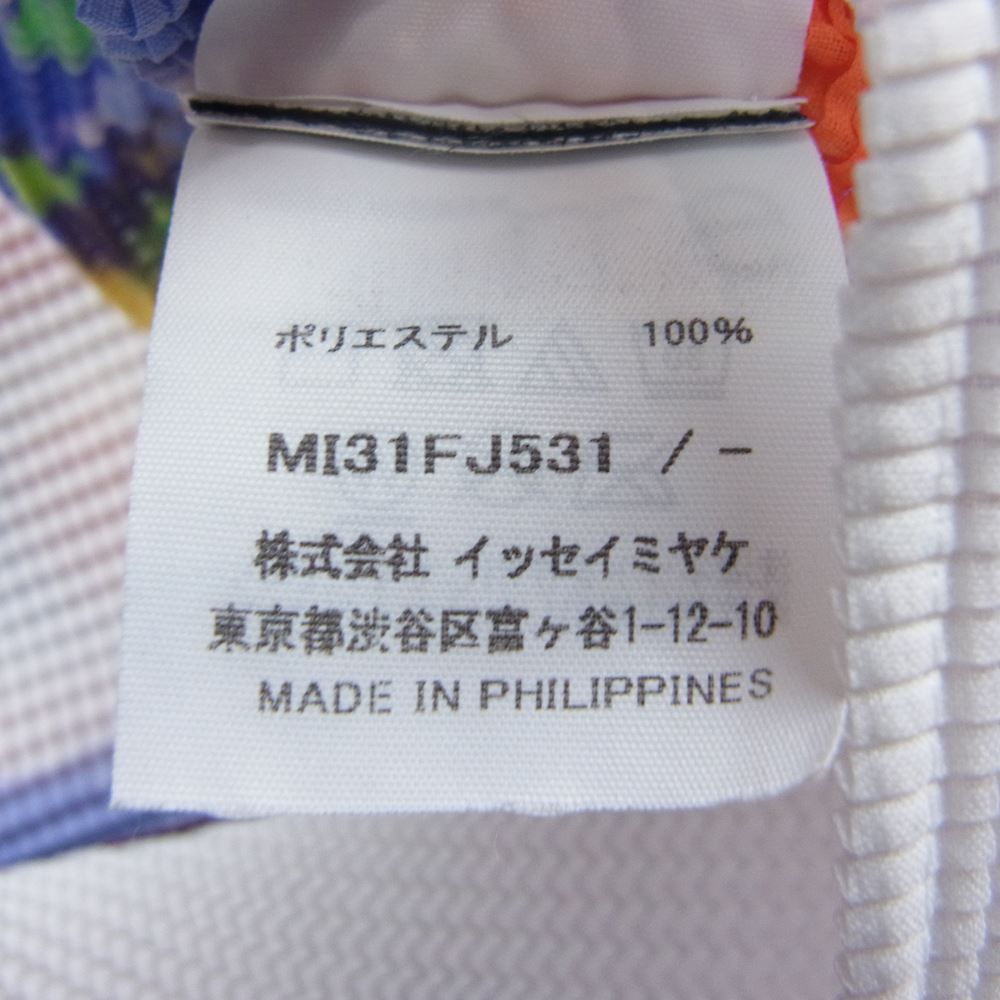 ポリエステル 100%
MI31FJ531 / -
株式会社 イッセイミヤケ
東京都渋谷区富ヶ谷1-12-10
MADE IN PHILIPPINES